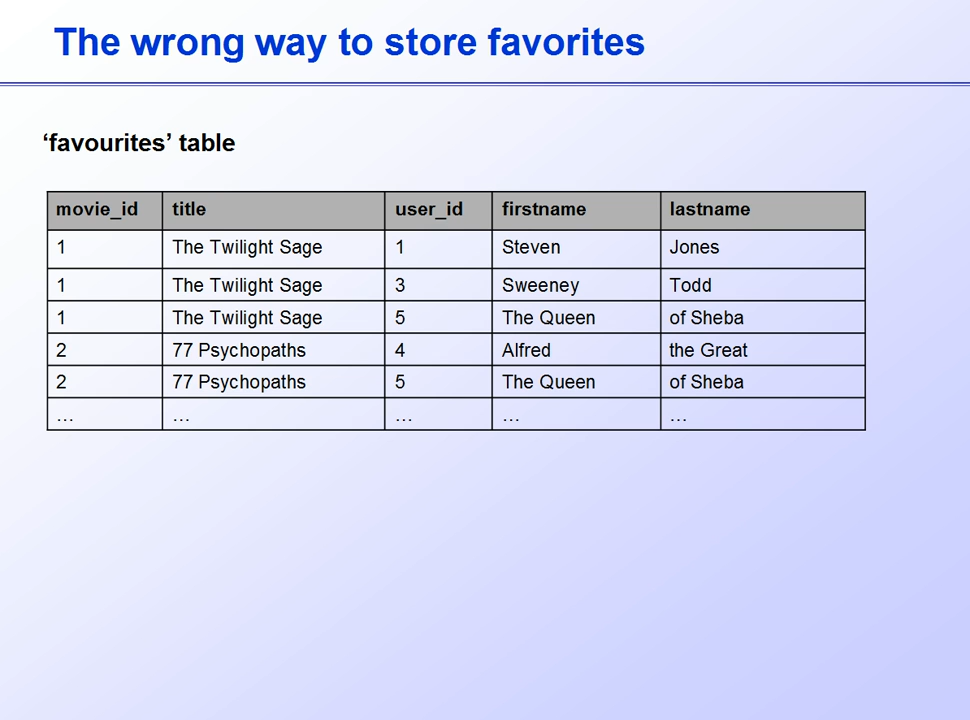 The wrong way to store favorites
‘favourites’ table
movie_id title user_id firstname lastname
1 The Twilight Sage 1 Steven Jones
1 The Twilight Sage 3 Sweeney Todd
1 The Twilight Sage 5 The Queen of Sheba
2 77 Psychopaths 4 Alfred the Great
2 77 Psychopaths 5 The Queen of Sheba
… … … … …